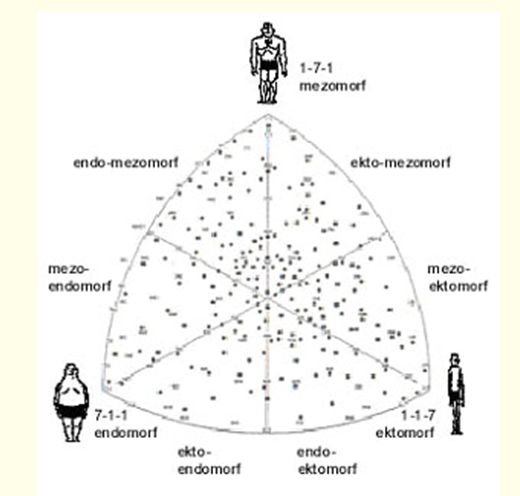 1-7-1
mezomorf
endo-mezomorf
ekto-mezomorf
mezo-
endomorf
mezo-
ektomorf
7-1-1
endomorf
1-1-7
ektomorf
ekto-
endomorf
endo-
ektomorf